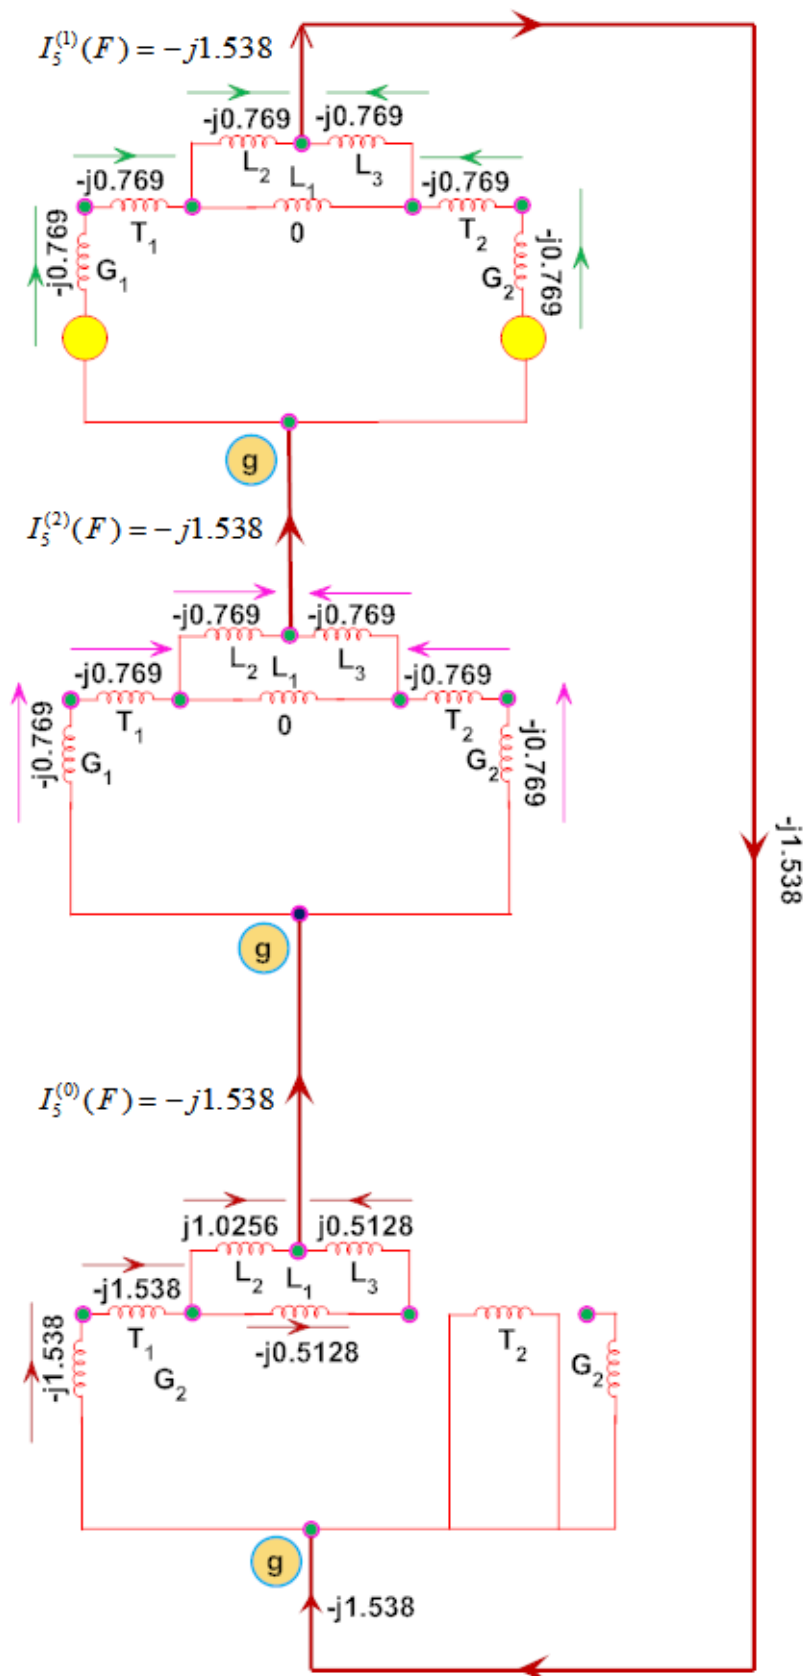 I₅⁽¹⁾(F) = −j1.538
-j0.769 -j0.769
L₂ L₁ L₃
-j0.769 -j0.769
T₁ 0 T₂
-j0.769 G₁ G₂ -j0.769
g
I₅⁽²⁾(F) = −j1.538
-j0.769 -j0.769
L₂ L₁ L₃
-j0.769 -j0.769
T₁ 0 T₂
-j0.769 G₁ G₂ -j0.769
-j1.538
g
I₅⁽⁰⁾(F) = −j1.538
j1.0256 j0.5128
L₂ L₁ L₃
-j1.538
T₁ -j0.5128 T₂
-j1.538 G₂ G₂
g
-j1.538